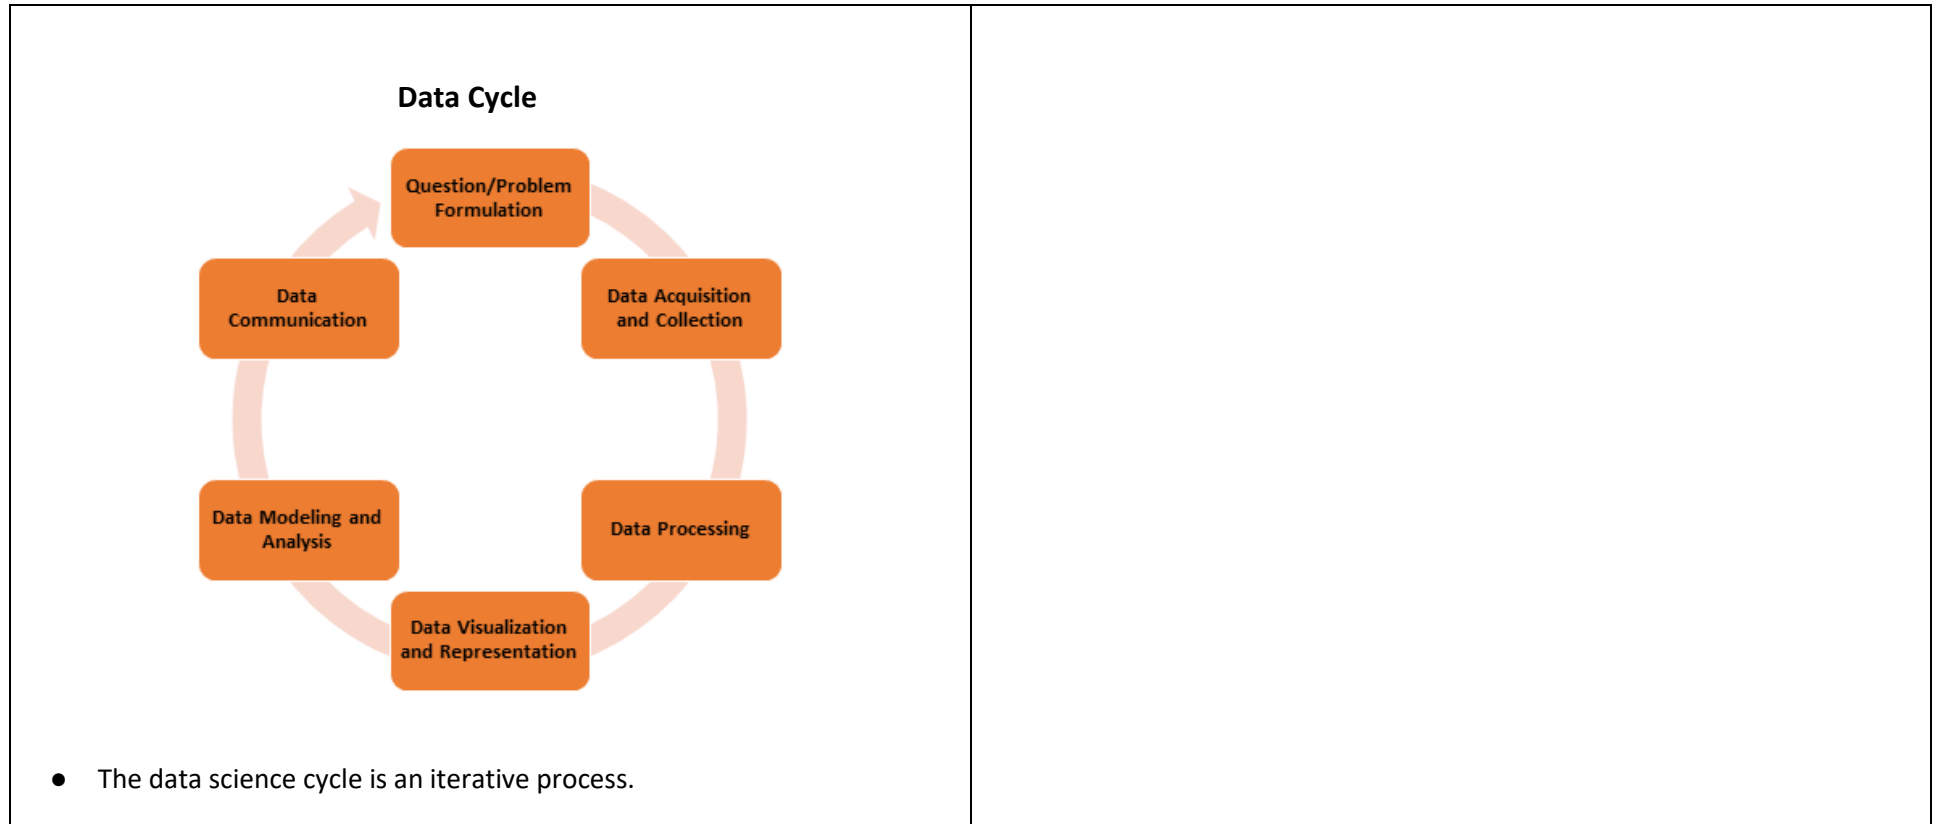 Data Cycle
Question/Problem
Formulation
Data Acquisition
and Collection
Data Processing
Data Visualization
and Representation
Data Modeling and
Analysis
Data
Communication
● The data science cycle is an iterative process.